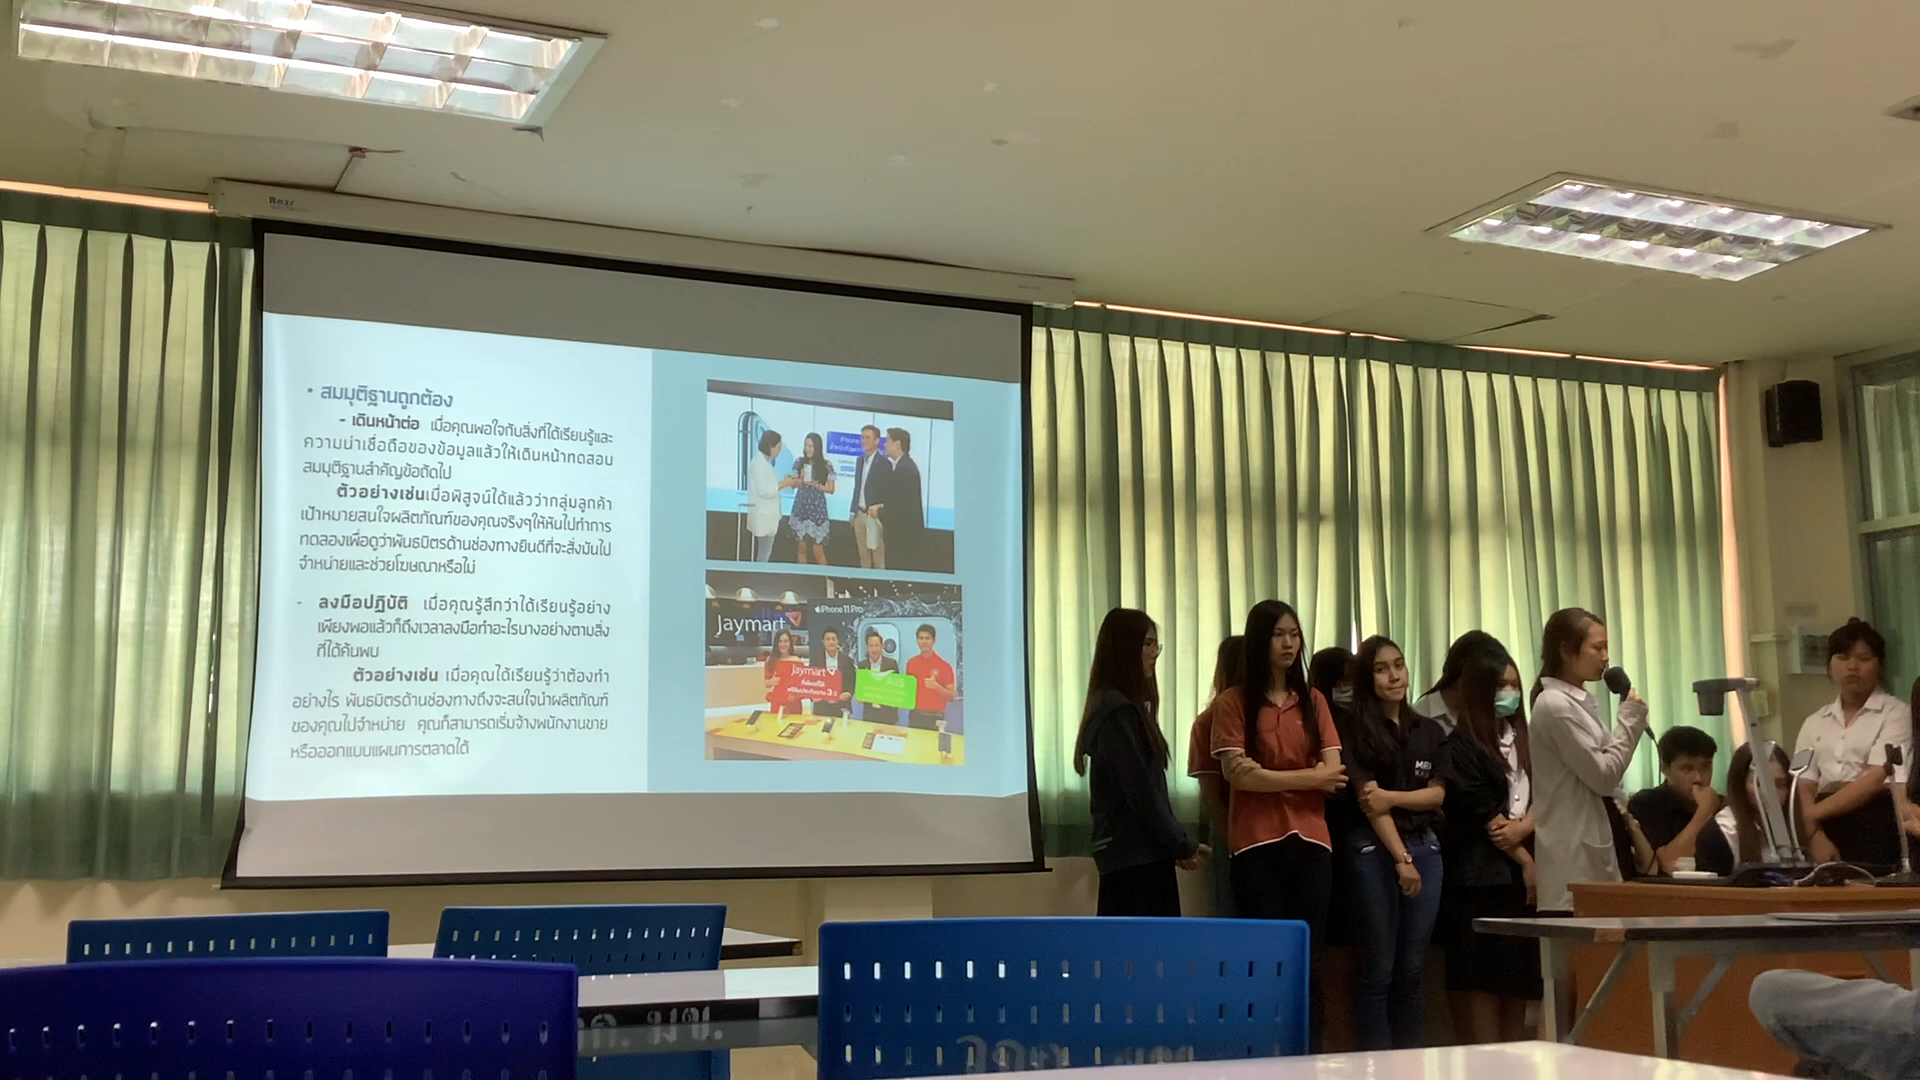 • สมมุติฐานถูกต้อง
- เดินหน้าต่อ เมื่อคุณพอใจกับสิ่งที่ได้เรียนรู้และ
ความน่าเชื่อถือของข้อมูลแล้วให้เดินหน้าทดสอบ
สมมุติฐานสำคัญข้อถัดไป
ตัวอย่างเช่นเมื่อพิสูจน์ได้แล้วว่ากลุ่มลูกค้า
เป้าหมายสนใจผลิตภัณฑ์ของคุณจริงๆให้หันไปทำการ
ทดลองเพื่อดูว่าพันธมิตรด้านช่องทางยินดีที่จะสั่งมันไป
จำหน่ายและช่วยโฆษณาหรือไม่
- ลงมือปฏิบัติ เมื่อคุณรู้สึกว่าได้เรียนรู้อย่าง
เพียงพอแล้วก็ถึงเวลาลงมือทำอะไรบางอย่างตามสิ่ง
ที่ได้ค้นพบ
ตัวอย่างเช่น เมื่อคุณได้เรียนรู้ว่าต้องทำ
อย่างไร พันธมิตรด้านช่องทางถึงจะสนใจนำผลิตภัณฑ์
ของคุณไปจำหน่าย คุณก็สามารถเริ่มจ้างพนักงานขาย
หรือออกแบบแผนการตลาดได้
iPhone
Jaymart
iPhone 11 Pro
Jaymart
AIS
ค. มข.